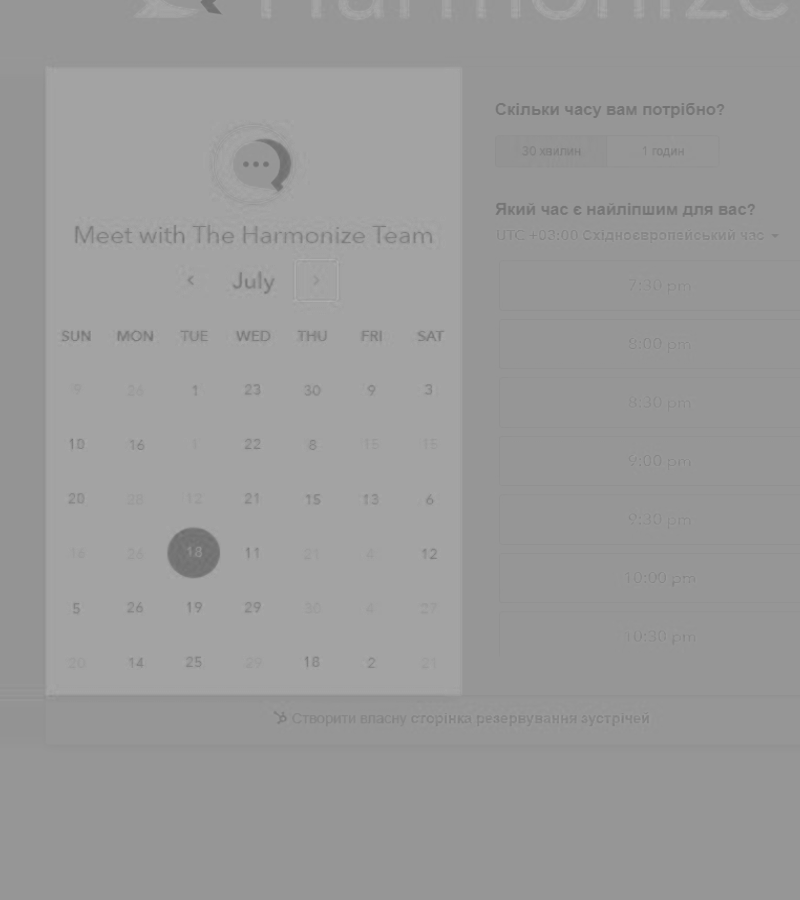 Harmonize
Meet with The Harmonize Team
July
SUN MON TUE WED THU FRI SAT
9 26 1 23 30 9 3
10 16 1 22 8 15 15
20 28 12 21 15 13 6
16 26 18 11 21 4 12
5 26 19 29 30 4 27
20 14 25 29 18 2 21
Скільки часу вам потрібно?
30 хвилин 1 годин
Який час є найліпшим для вас?
UTC +03:00 Східноєвропейський час
7:30 pm
8:00 pm
8:30 pm
9:00 pm
9:30 pm
10:00 pm
10:30 pm
Створити власну сторінка резервування зустрічей